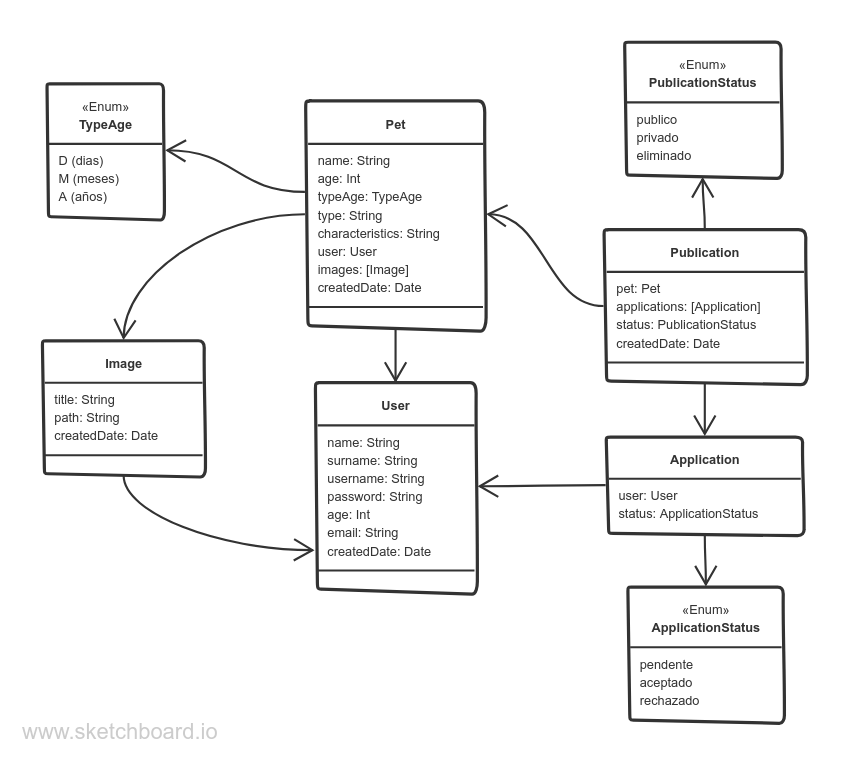 «Enum»
TypeAge
D (dias)
M (meses)
A (años)
Pet
name: String
age: Int
typeAge: TypeAge
type: String
characteristics: String
user: User
images: [Image]
createdDate: Date
«Enum»
PublicationStatus
publico
privado
eliminado
Publication
pet: Pet
applications: [Application]
status: PublicationStatus
createdDate: Date
Image
title: String
path: String
createdDate: Date
User
name: String
surname: String
username: String
password: String
age: Int
email: String
createdDate: Date
Application
user: User
status: ApplicationStatus
«Enum»
ApplicationStatus
pendente
aceptado
rechazado
www.sketchboard.io